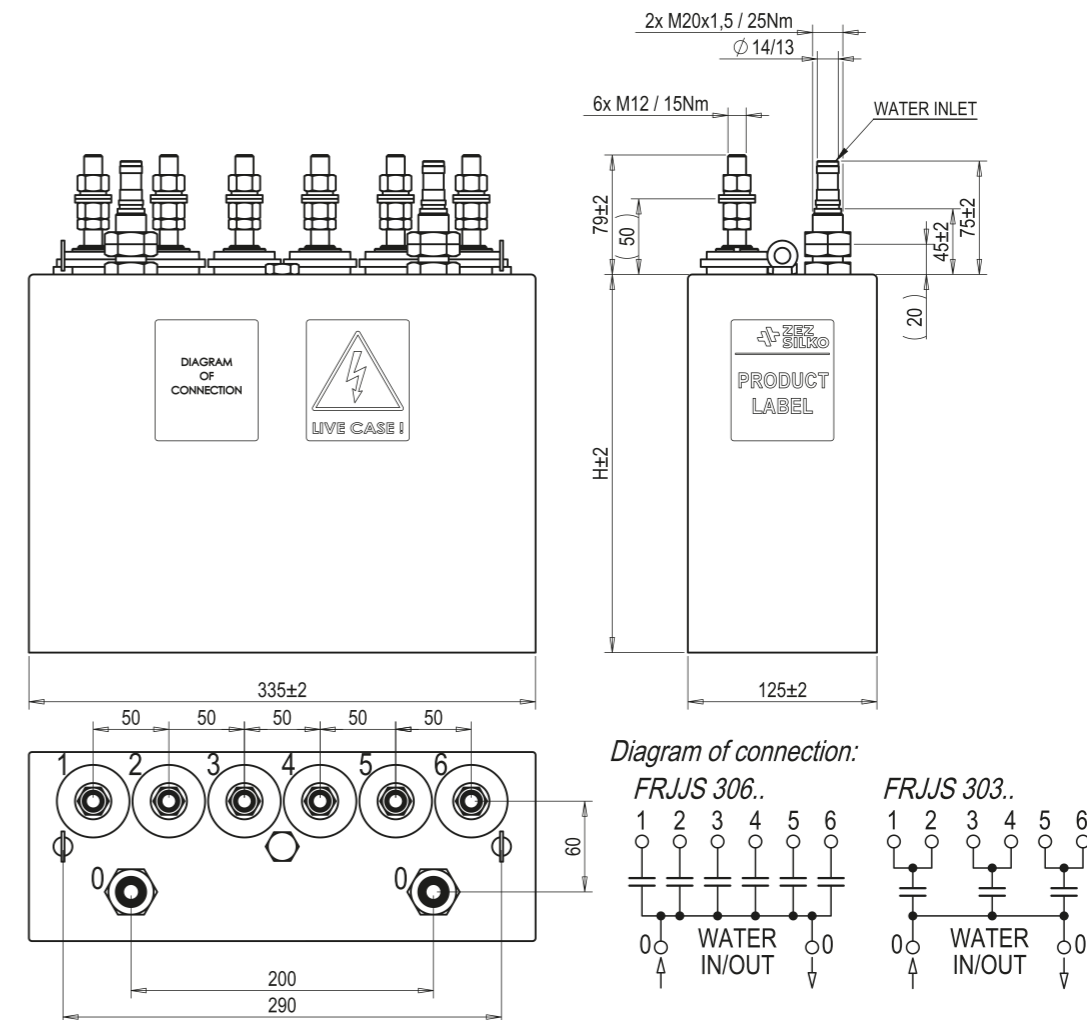 2x M20x1,5 / 25Nm
∅ 14/13
6x M12 / 15Nm
WATER INLET
79±2
(50)
45±2
75±2
(20)
DIAGRAM
OF
CONNECTION
LIVE CASE !
ZEZ
SILKO
PRODUCT
LABEL
H±2
335±2
125±2
50 50 50 50 50
1 2 3 4 5 6
60
0 0
200
290
Diagram of connection:
FRJJS 306..
1 2 3 4 5 6
0 WATER 0
IN/OUT
FRJJS 303..
1 2 3 4 5 6
0 WATER 0
IN/OUT